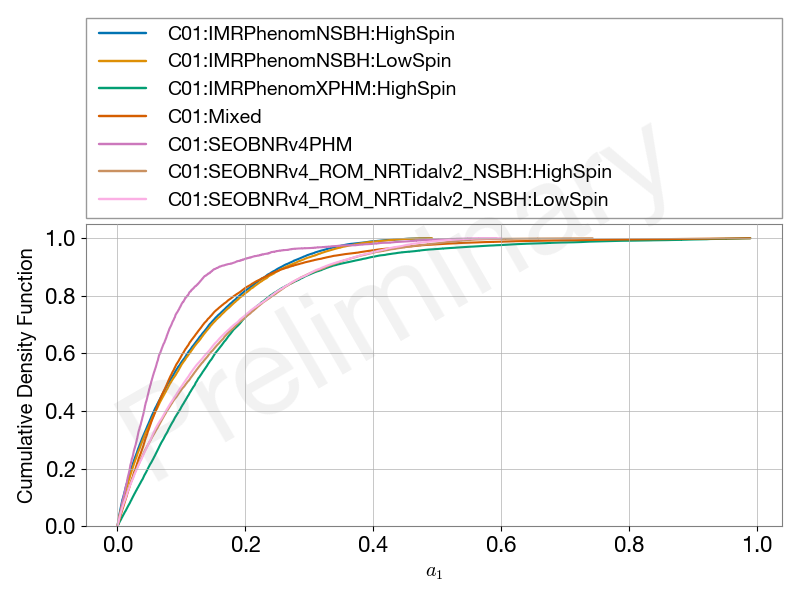 C01:IMRPhenomNSBH:HighSpin
C01:IMRPhenomNSBH:LowSpin
C01:IMRPhenomXPHM:HighSpin
C01:Mixed
C01:SEOBNRv4PHM
C01:SEOBNRv4_ROM_NRTidalv2_NSBH:HighSpin
C01:SEOBNRv4_ROM_NRTidalv2_NSBH:LowSpin
Preliminary
Cumulative Density Function
1.0
0.8
0.6
0.4
0.2
0.0
0.0 0.2 0.4 0.6 0.8 1.0
a₁